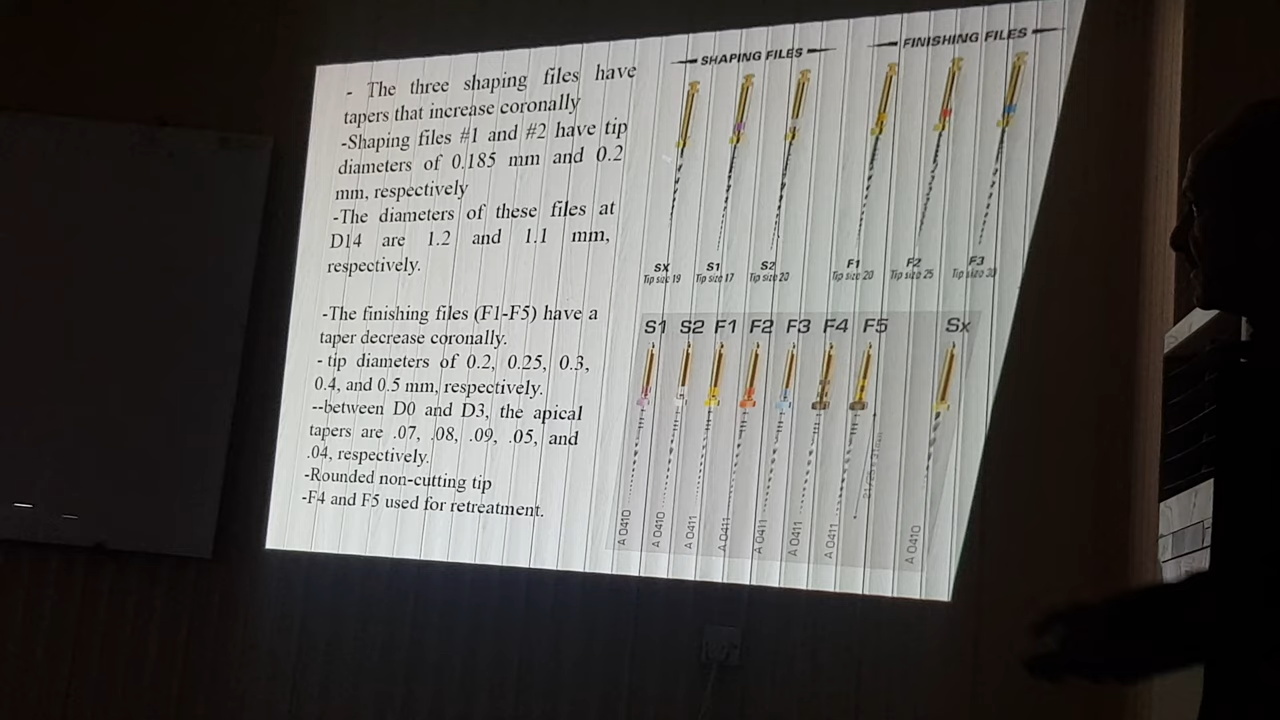 - The three shaping files have
tapers that increase coronally
-Shaping files #1 and #2 have tip
diameters of 0.185 mm and 0.2
mm, respectively
-The diameters of these files at
D14 are 1.2 and 1.1 mm,
respectively.
-The finishing files (F1-F5) have a
taper decrease coronally.
- tip diameters of 0.2, 0.25, 0.3,
0.4, and 0.5 mm, respectively.
--between D0 and D3, the apical
tapers are .07, .08, .09, .05, and
.04, respectively.
-Rounded non-cutting tip
-F4 and F5 used for retreatment.
SHAPING FILES
FINISHING FILES
SX S1 S2 F1 F2 F3
Tip size 19 Tip size 17 Tip size 20 Tip size 20 Tip size 25 Tip size 30
S1 S2 F1 F2 F3 F4 F5 Sx
A 0410 A 0410 A 0411 A 0411 A 0411 A 0411 A 0411 A 0410